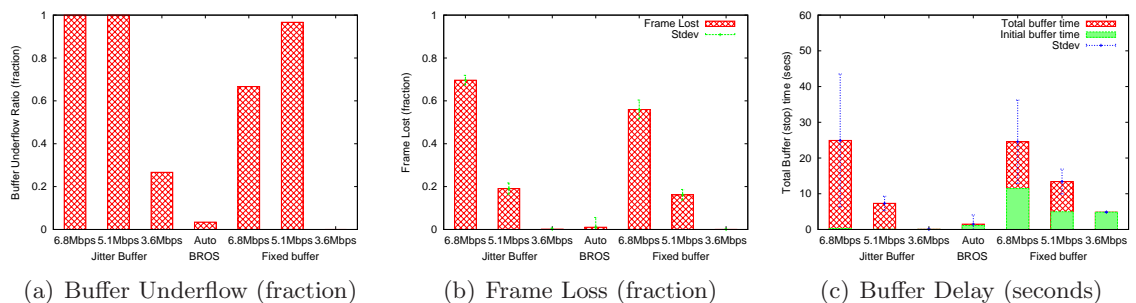 Buffer Underflow Ratio (fraction)
1
0.8
0.6
0.4
0.2
0
6.8Mbps 5.1Mbps 3.6Mbps Auto 6.8Mbps 5.1Mbps 3.6Mbps
Jitter Buffer BROS Fixed buffer
(a) Buffer Underflow (fraction)
Frame Lost (fraction)
1
0.8
0.6
0.4
0.2
0
Frame Lost
Stdev
6.8Mbps 5.1Mbps 3.6Mbps Auto 6.8Mbps 5.1Mbps 3.6Mbps
Jitter Buffer BROS Fixed buffer
(b) Frame Loss (fraction)
Total Buffer (stop) time (secs)
60
50
40
30
20
10
0
Total buffer time
Initial buffer time
Stdev
6.8Mbps 5.1Mbps 3.6Mbps Auto 6.8Mbps 5.1Mbps 3.6Mbps
Jitter Buffer BROS Fixed buffer
(c) Buffer Delay (seconds)